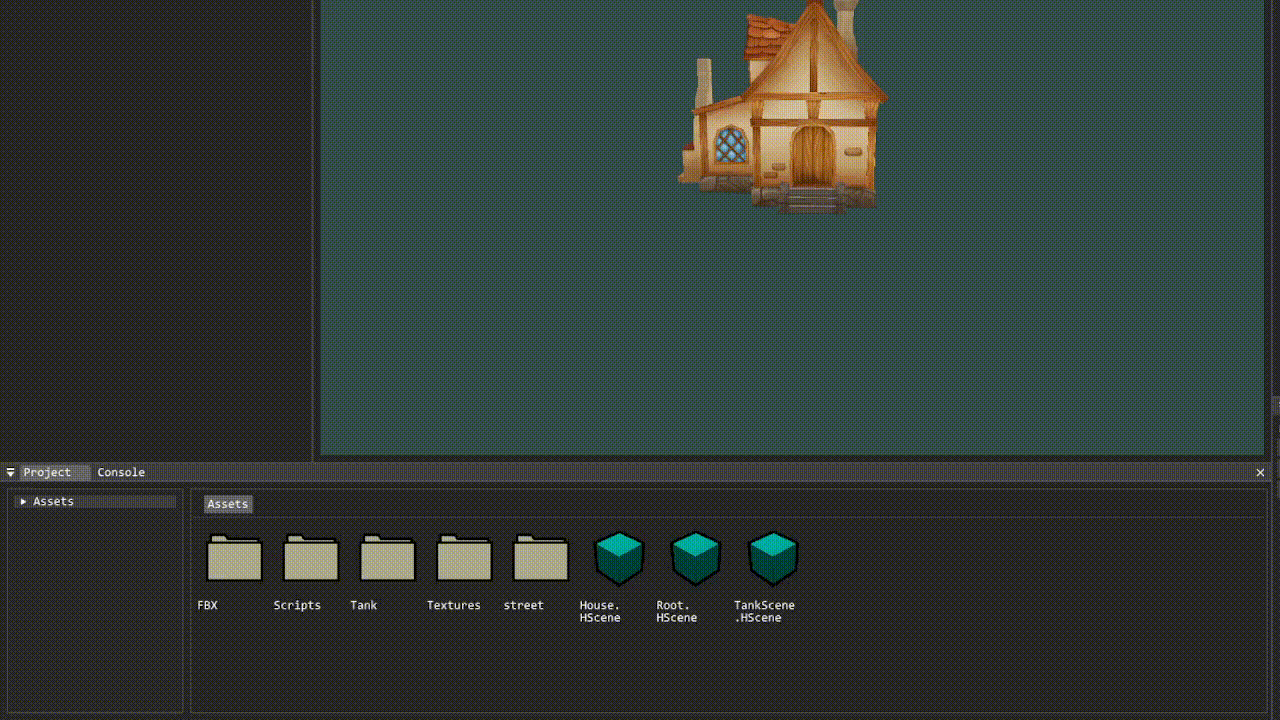 Project Console
Assets
Assets
FBX Scripts Tank Textures street House. Root. TankScene
HScene HScene .HScene